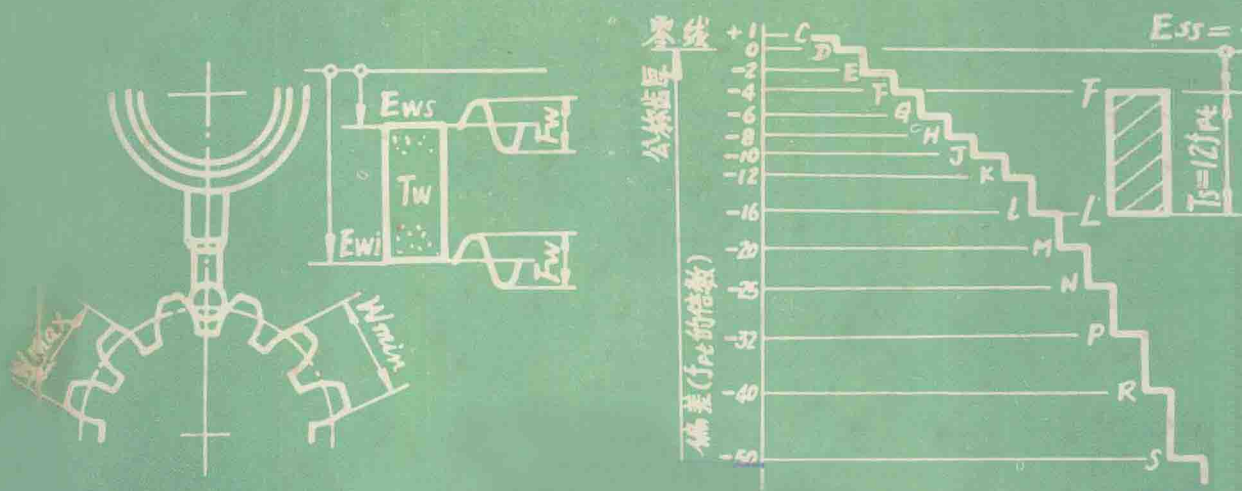 Ews
Fw
Tw
Ewi
Fw
Wmax
Wmin
零线
公称齿厚
偏差(fpt的倍数)
+1 C
0 D
-2 E
-4 F
-6 G
-8 H
-10 J
-12 K
-16 L
-20 M
-25 N
-32 P
-40 R
-50 S
Ess=
F
L
Ts=12fpt